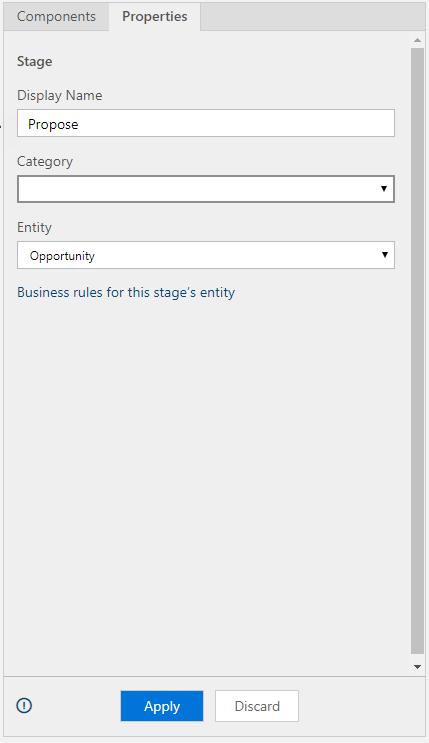 Components Properties
Stage
Display Name
Propose
Category
Entity
Opportunity
Business rules for this stage's entity
Apply Discard